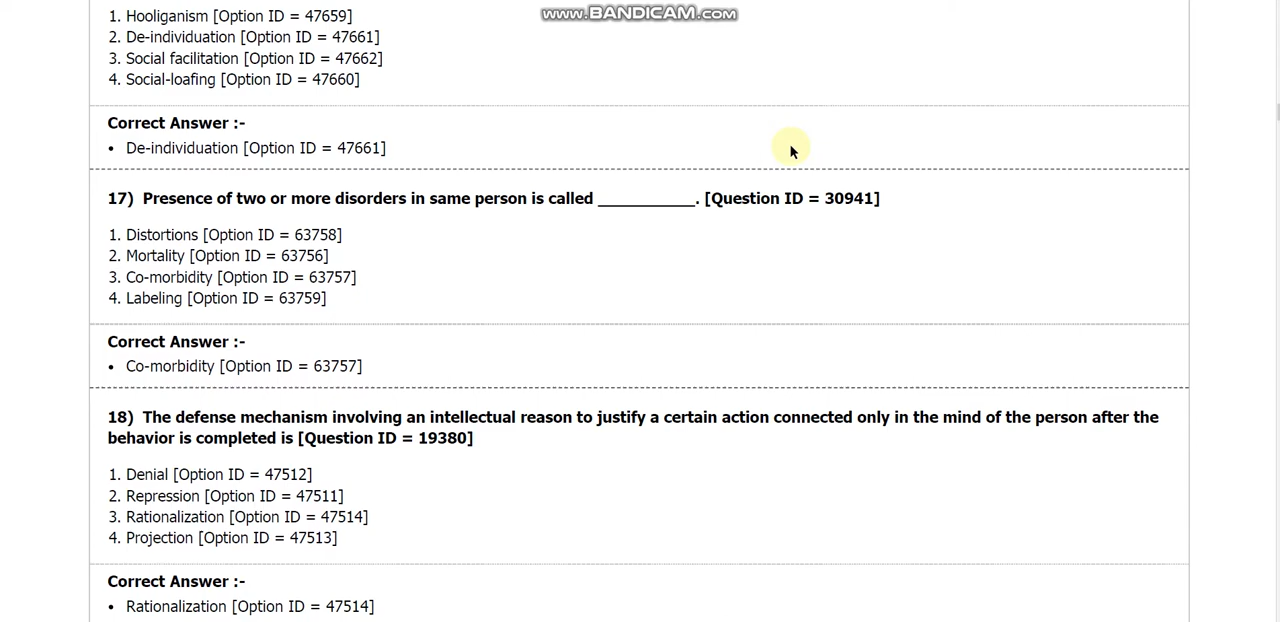 www.BANDICAM.com
1. Hooliganism [Option ID = 47659]
2. De-individuation [Option ID = 47661]
3. Social facilitation [Option ID = 47662]
4. Social-loafing [Option ID = 47660]
Correct Answer :-
• De-individuation [Option ID = 47661]
17) Presence of two or more disorders in same person is called ___________. [Question ID = 30941]
1. Distortions [Option ID = 63758]
2. Mortality [Option ID = 63756]
3. Co-morbidity [Option ID = 63757]
4. Labeling [Option ID = 63759]
Correct Answer :-
• Co-morbidity [Option ID = 63757]
18) The defense mechanism involving an intellectual reason to justify a certain action connected only in the mind of the person after the
behavior is completed is [Question ID = 19380]
1. Denial [Option ID = 47512]
2. Repression [Option ID = 47511]
3. Rationalization [Option ID = 47514]
4. Projection [Option ID = 47513]
Correct Answer :-
• Rationalization [Option ID = 47514]